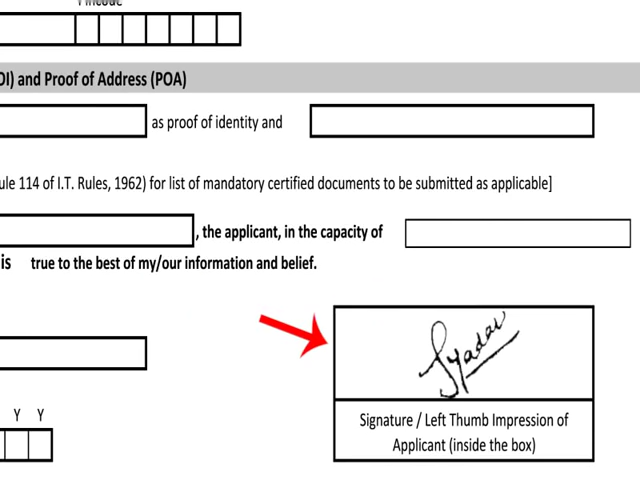 OI) and Proof of Address (POA)
as proof of identity and
ule 114 of I.T. Rules, 1962) for list of mandatory certified documents to be submitted as applicable]
, the applicant, in the capacity of
is true to the best of my/our information and belief.
JYadav
Y Y
Signature / Left Thumb Impression of
Applicant (inside the box)